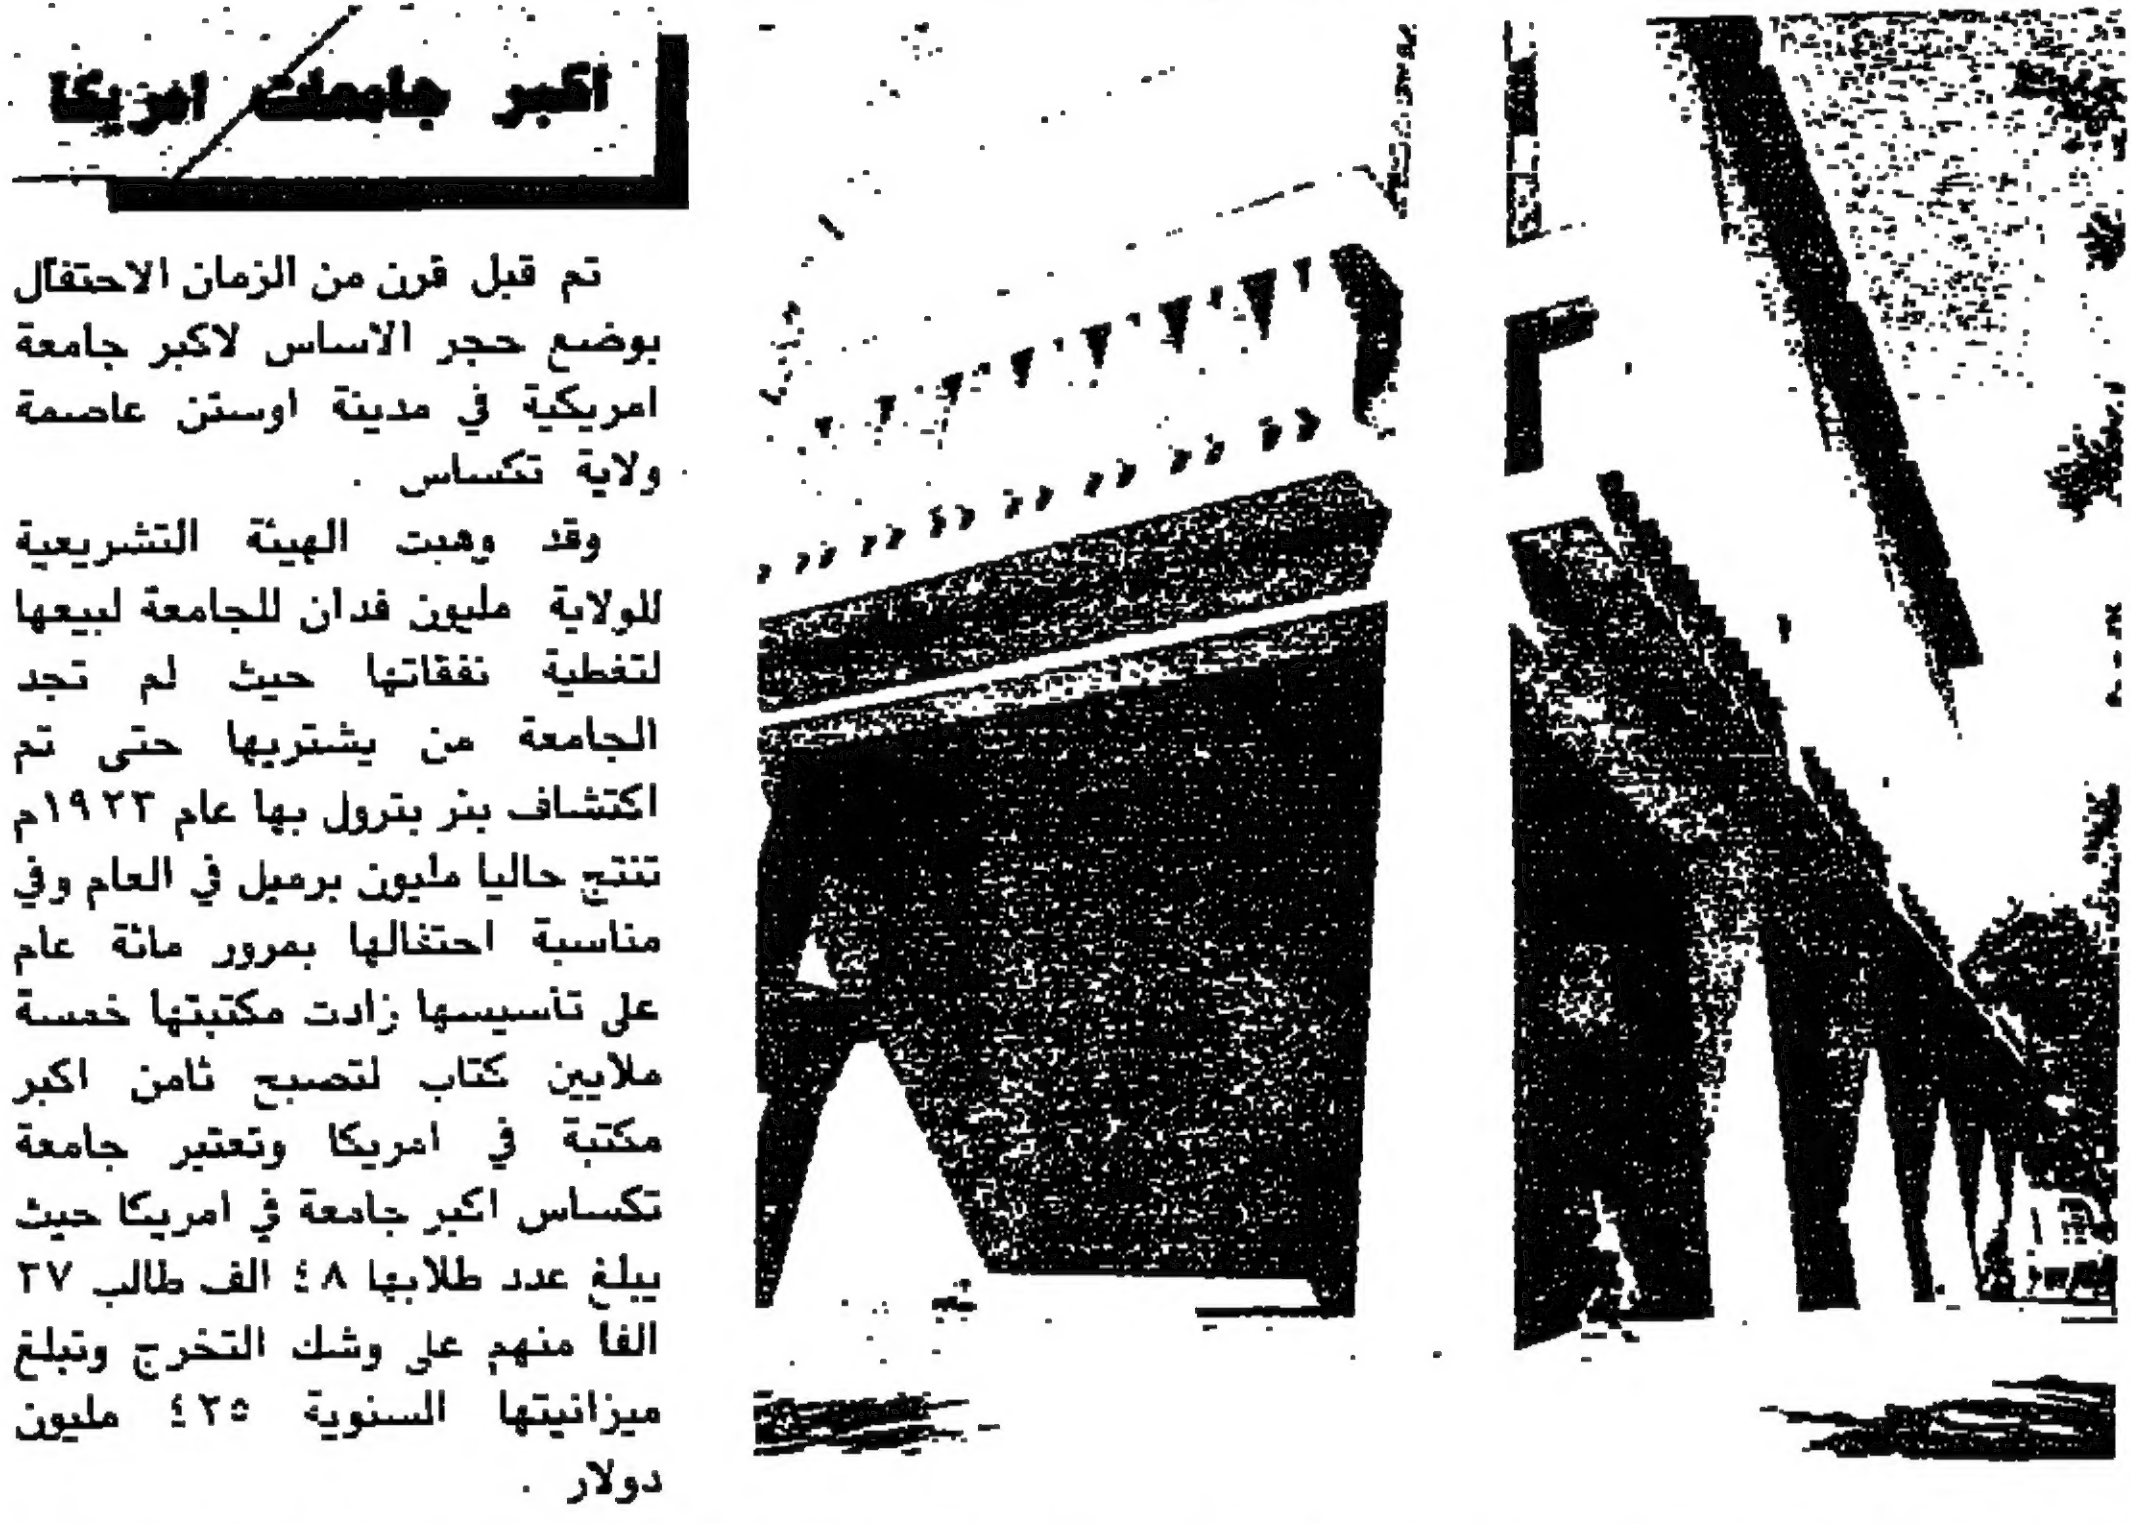 اكبر جامعات امريكا
تم قبل قرن من الزمان الاحتفال
بوضع حجر الاساس لاكبر جامعة
امريكية في مدينة اوستن عاصمة
ولاية تكساس .
وقد وهبت الهيئة التشريعية
للولاية مليون فدان للجامعة لبيعها
لتغطية نفقاتها حيث لم تجد
الجامعة من يشتريها حتى تم
اكتشاف بئر بترول بها عام ١٩٢٣م
تنتج حاليا مليون برميل في العام وفي
مناسبة احتفالها بمرور مائة عام
على تأسيسها زادت مكتبتها خمسة
ملايين كتاب لتصبح ثامن اكبر
مكتبة في امريكا وتعتبر جامعة
تكساس اكبر جامعة في امريكا حيث
يبلغ عدد طلابها ٤٨ الف طالب ٢٧
الفا منهم على وشك التخرج وتبلغ
ميزانيتها السنوية ٤٢٥ مليون
دولار .